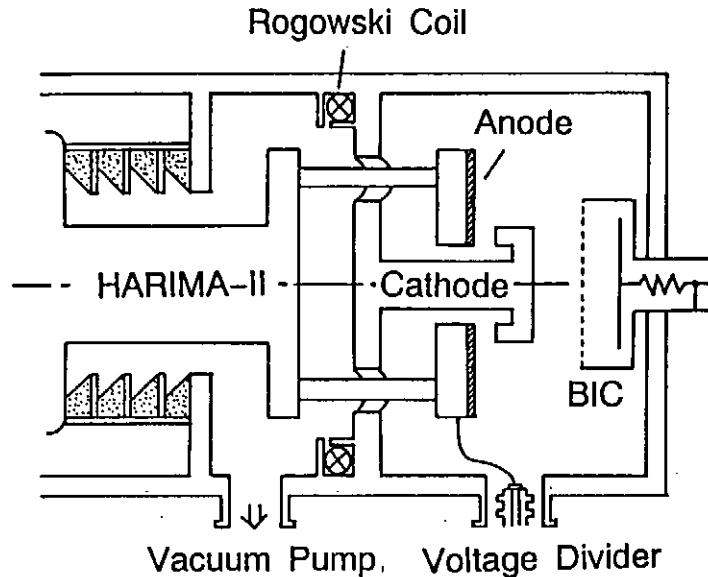 Rogowski Coil
Anode
HARIMA-II
Cathode
BIC
Vacuum Pump, Voltage Divider